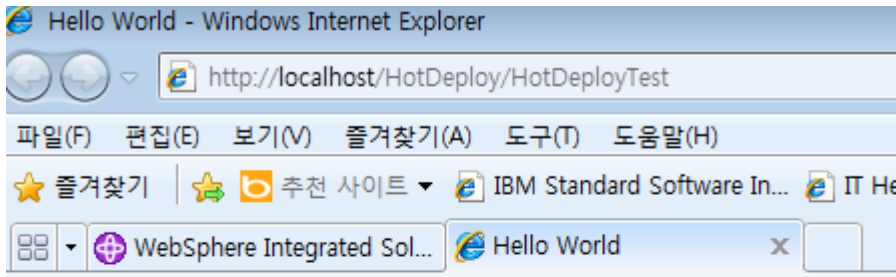 Hello World - Windows Internet Explorer
http://localhost/HotDeploy/HotDeployTest
파일(F) 편집(E) 보기(V) 즐겨찾기(A) 도구(T) 도움말(H)
즐겨찾기 추천 사이트 IBM Standard Software In... IT He
WebSphere Integrated Sol... Hello World